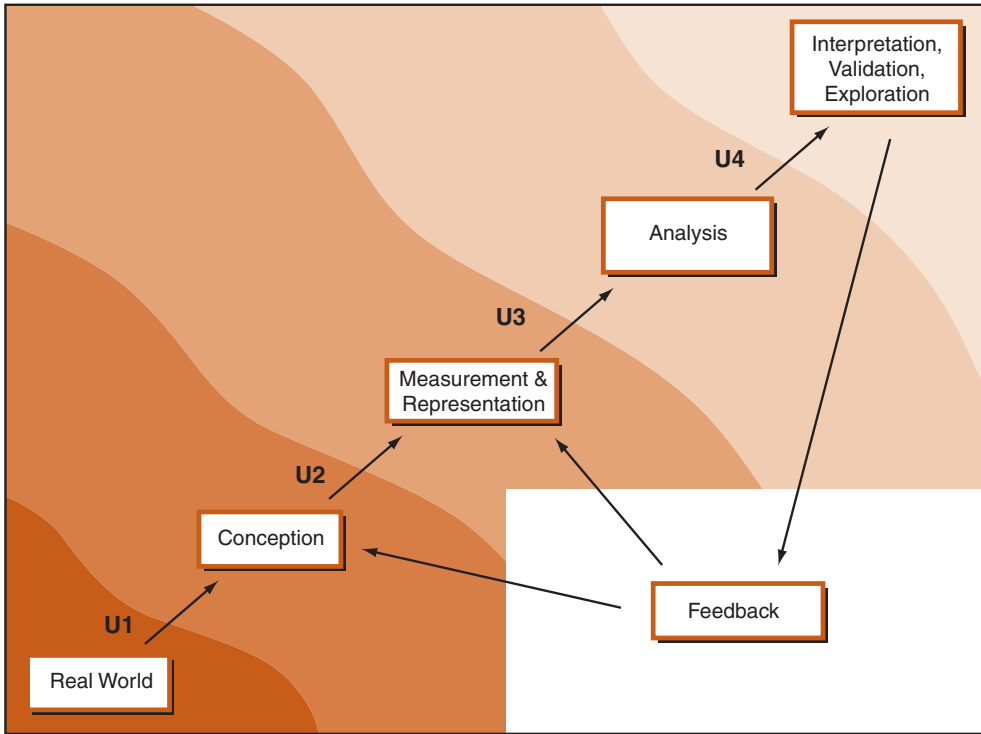 Interpretation,
Validation,
Exploration
U4
Analysis
U3
Measurement &
Representation
U2
Conception
Feedback
U1
Real World